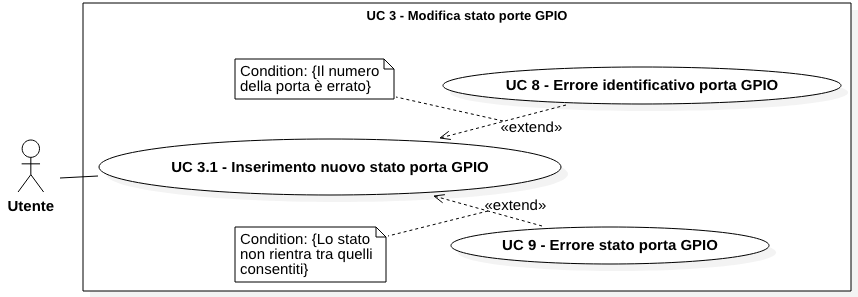 UC 3 - Modifica stato porte GPIO
Condition: {Il numero
della porta è errato}
UC 8 - Errore identificativo porta GPIO
«extend»
UC 3.1 - Inserimento nuovo stato porta GPIO
Utente
«extend»
Condition: {Lo stato
non rientra tra quelli
consentiti}
UC 9 - Errore stato porta GPIO